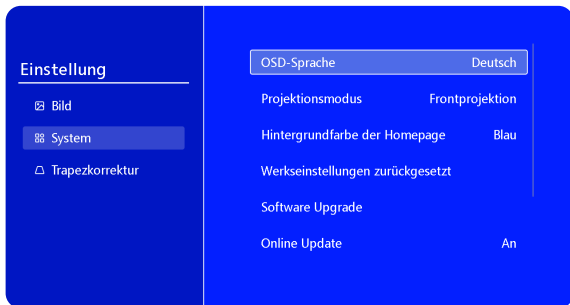 Einstellung
Bild
System
Trapezkorrektur
OSD-Sprache Deutsch
Projektionsmodus Frontprojektion
Hintergrundfarbe der Homepage Blau
Werkseinstellungen zurückgesetzt
Software Upgrade
Online Update An